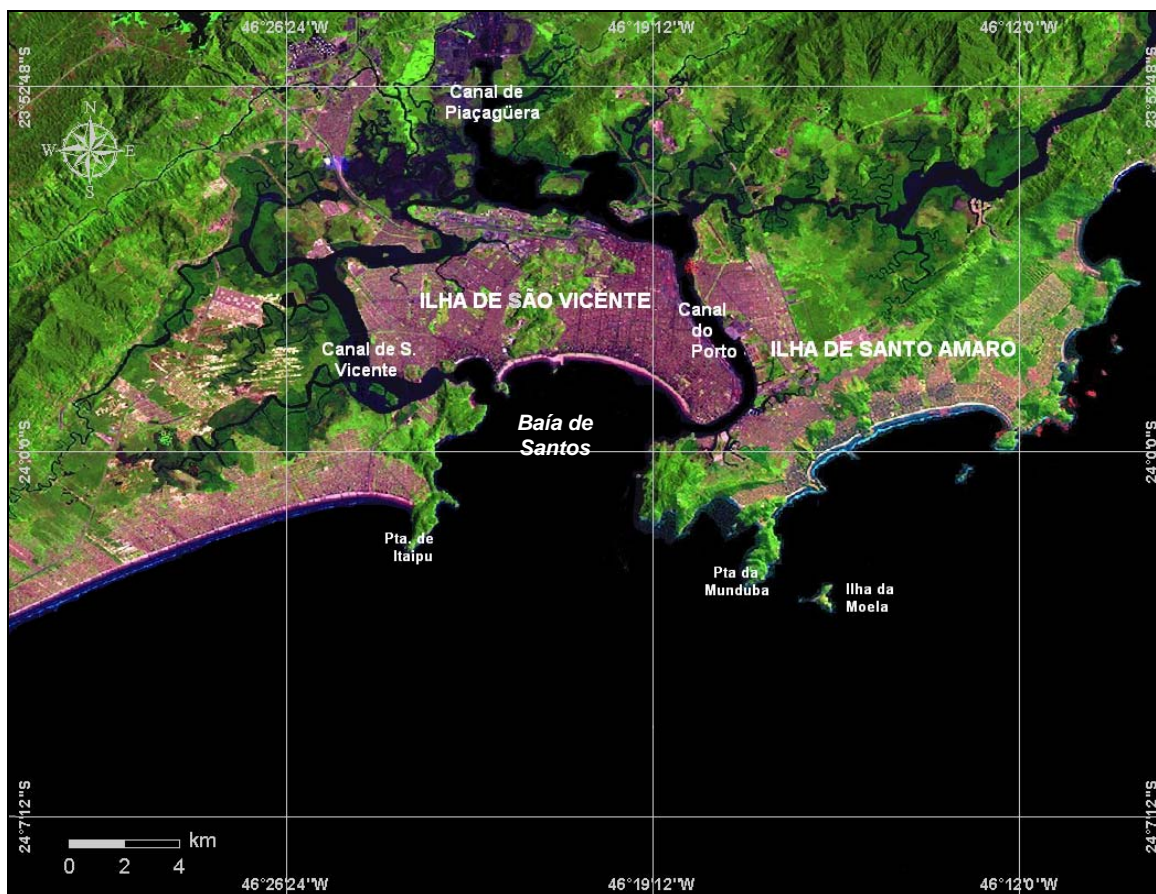 46°26'24"W
46°19'12"W
46°12'0"W
23°52'48"S
23°52'48"S
Canal de
Piaçagüera
N
W
E
S
ILHA DE SÃO VICENTE
Canal
do
Porto
Canal de S.
Vicente
ILHA DE SANTO AMARO
Baía de
Santos
24°0'0"S
24°0'0"S
Pta. de
Itaipu
Pta da
Munduba
Ilha da
Moela
24°7'12"S
24°7'12"S
km
0 2 4
46°26'24"W
46°19'12"W
46°12'0"W